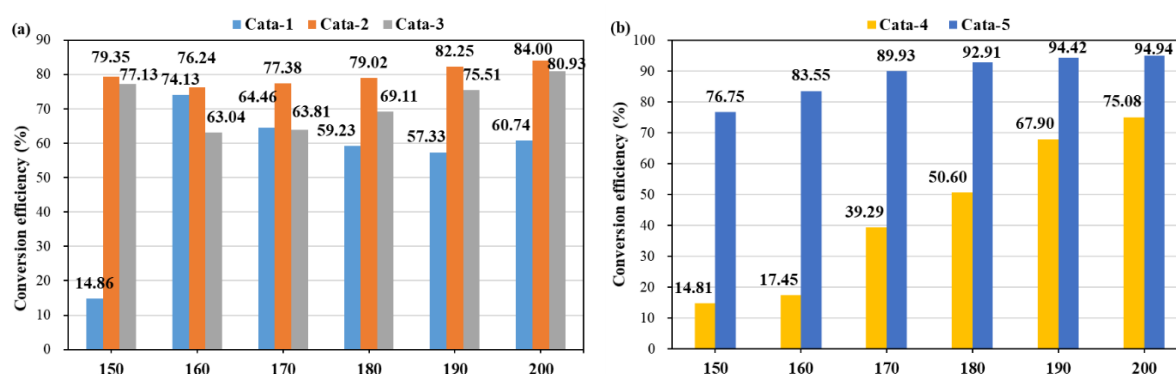 (a)
Cata-1 Cata-2 Cata-3
Conversion efficiency (%)
90
80
70
60
50
40
30
20
10
0
14.86 79.35 77.13
74.13 76.24 63.04
64.46 77.38 63.81
59.23 79.02 69.11
57.33 82.25 75.51
60.74 84.00 80.93
150 160 170 180 190 200
(b)
Cata-4 Cata-5
Conversion efficiency (%)
100
90
80
70
60
50
40
30
20
10
0
14.81 76.75
17.45 83.55
39.29 89.93
50.60 92.91
67.90 94.42
75.08 94.94
150 160 170 180 190 200